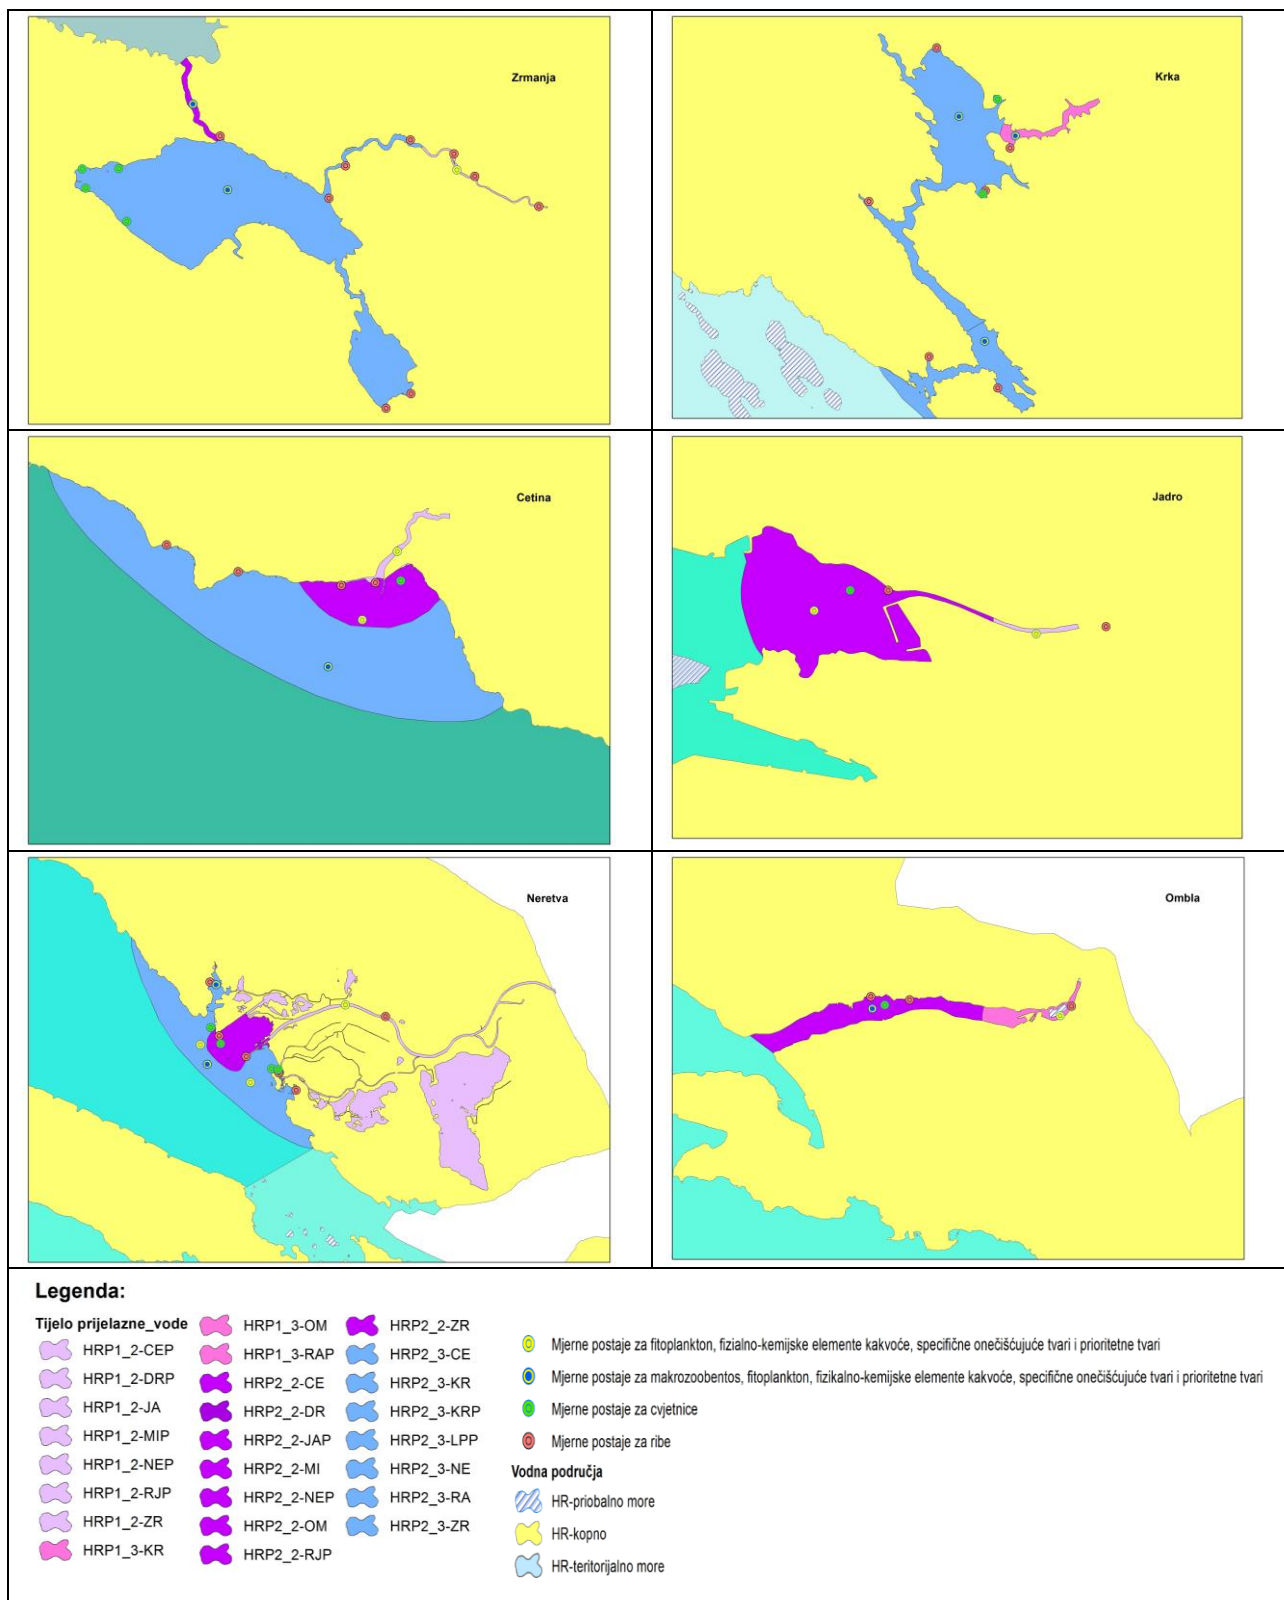 Zrmanja
Krka
Cetina
Jadro
Neretva
Ombla
Legenda:
Tijelo prijelazne_vode
HRP1_2-CEP
HRP1_2-DRP
HRP1_2-JA
HRP1_2-MIP
HRP1_2-NEP
HRP1_2-RJP
HRP1_2-ZR
HRP1_3-KR
HRP1_3-OM
HRP1_3-RAP
HRP2_2-CE
HRP2_2-DR
HRP2_2-JAP
HRP2_2-MI
HRP2_2-NEP
HRP2_2-OM
HRP2_2-RJP
HRP2_2-ZR
HRP2_3-CE
HRP2_3-KR
HRP2_3-KRP
HRP2_3-LPP
HRP2_3-NE
HRP2_3-RA
HRP2_3-ZR
Mjerne postaje za fitoplankton, fizialno-kemijske elemente kakvoće, specifične onečišćujuće tvari i prioritetne tvari
Mjerne postaje za makrozoobentos, fitoplankton, fizikalno-kemijske elemente kakvoće, specifične onečišćujuće tvari i prioritetne tvari
Mjerne postaje za cvjetnice
Mjerne postaje za ribe
Vodna područja
HR-priobalno more
HR-kopno
HR-teritorijalno more